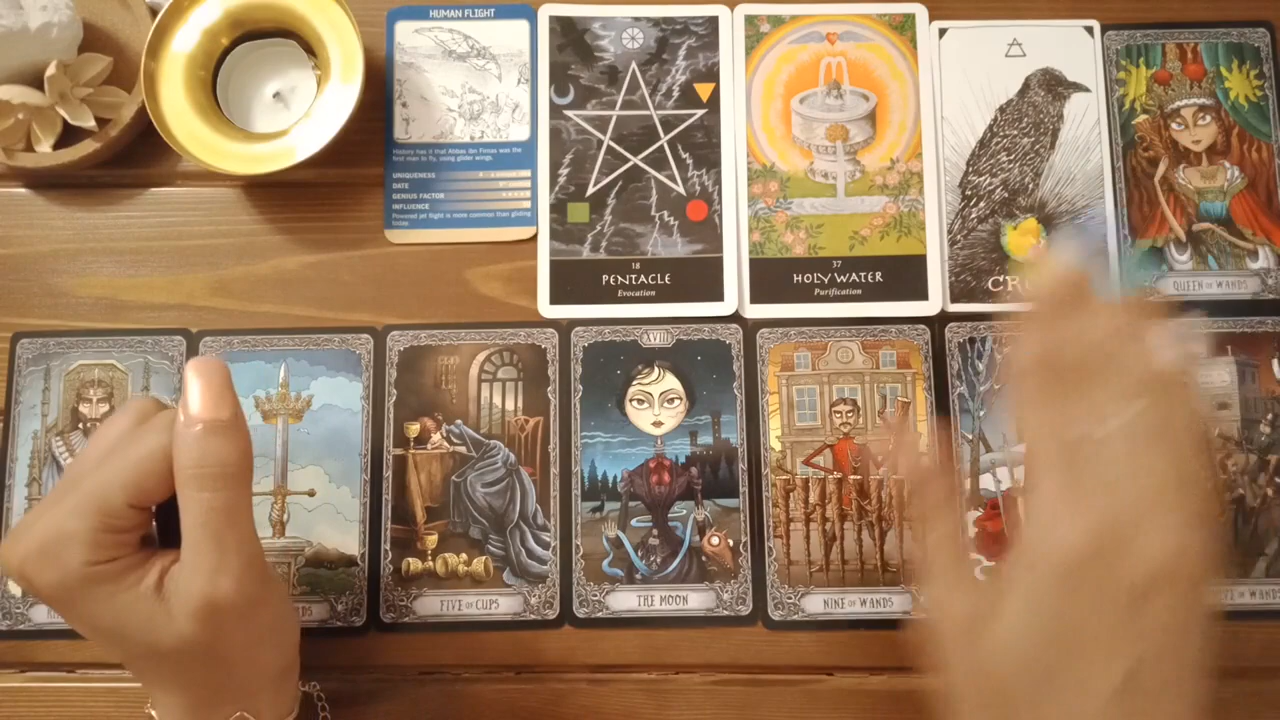 HUMAN FLIGHT
History has it that Abbas ibn Firnas was the
first man to fly, using glider wings.
UNIQUENESS
DATE
GENIUS FACTOR
INFLUENCE
Powered jet flight is more common than gliding
today.
18
PENTACLE
Evocation
37
HOLY WATER
Purification
QUEEN OF WANDS
FIVE OF CUPS
XVIII
THE MOON
NINE OF WANDS
OF WANDS